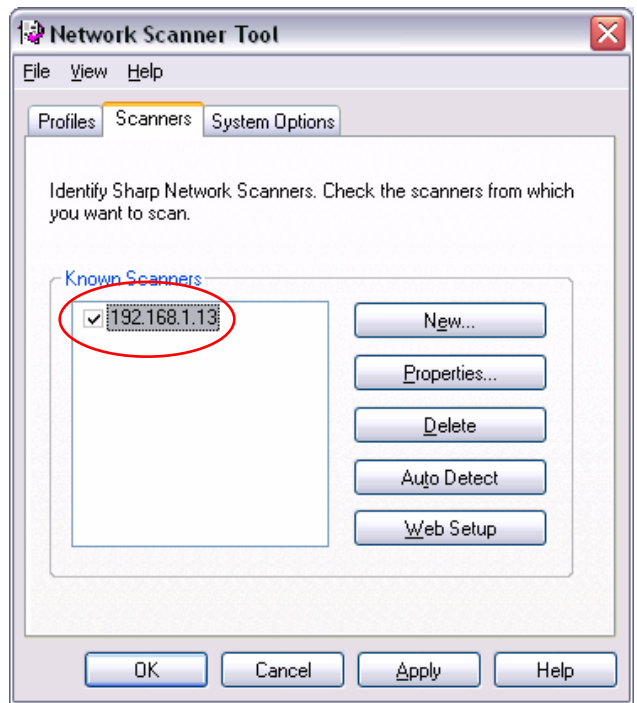 Network Scanner Tool
File View Help
Profiles Scanners System Options
Identify Sharp Network Scanners. Check the scanners from which
you want to scan.
Known Scanners
192.168.1.13
New...
Properties...
Delete
Auto Detect
Web Setup
OK Cancel Apply Help